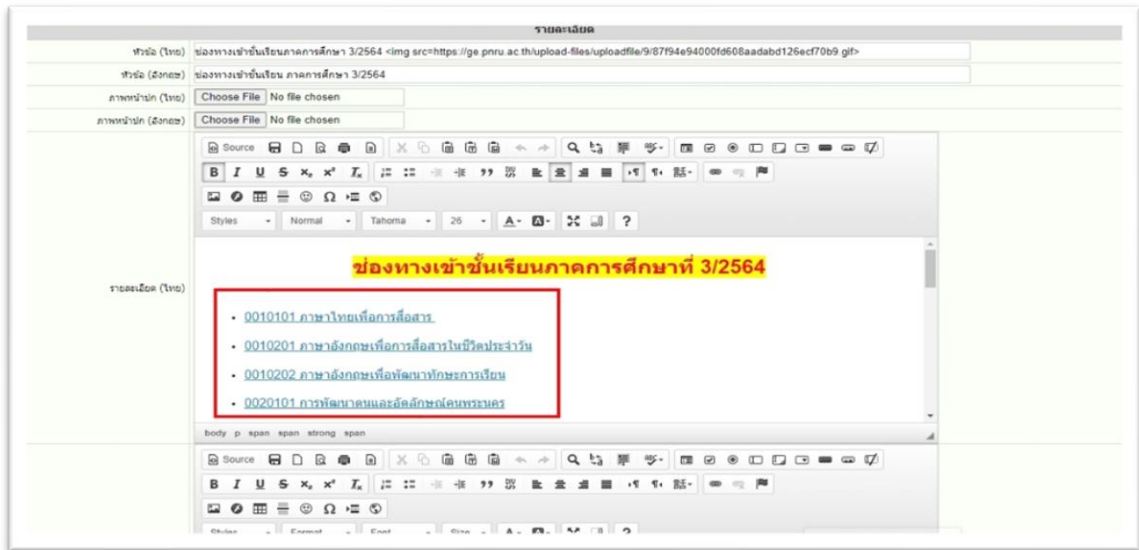 รายละเอียด
หัวข้อ (ไทย) ช่องทางเข้าชั้นเรียนภาคการศึกษา 3/2564 <img src=https://ge.pnru.ac.th/upload-files/uploadfile/9/87f94e94000fd608aadabd126ecf70b9.gif>
หัวข้อ (อังกฤษ) ช่องทางเข้าชั้นเรียน ภาคการศึกษา 3/2564
ภาพหน้าปก (ไทย) Choose File No file chosen
ภาพหน้าปก (อังกฤษ) Choose File No file chosen
Source
B I U S x₂ x² Tx
Styles Normal Tahoma 26 A A ?
รายละเอียด (ไทย)
ช่องทางเข้าชั้นเรียนภาคการศึกษาที่ 3/2564
• 0010101 ภาษาไทยเพื่อการสื่อสาร
• 0010201 ภาษาอังกฤษเพื่อการสื่อสารในชีวิตประจำวัน
• 0010202 ภาษาอังกฤษเพื่อพัฒนาทักษะการเรียน
• 0020101 การพัฒนาตนและอัตลักษณ์คนพระนคร
body p span span strong span
Source
B I U S x₂ x² Tx
Styles Format Font Size A A ?